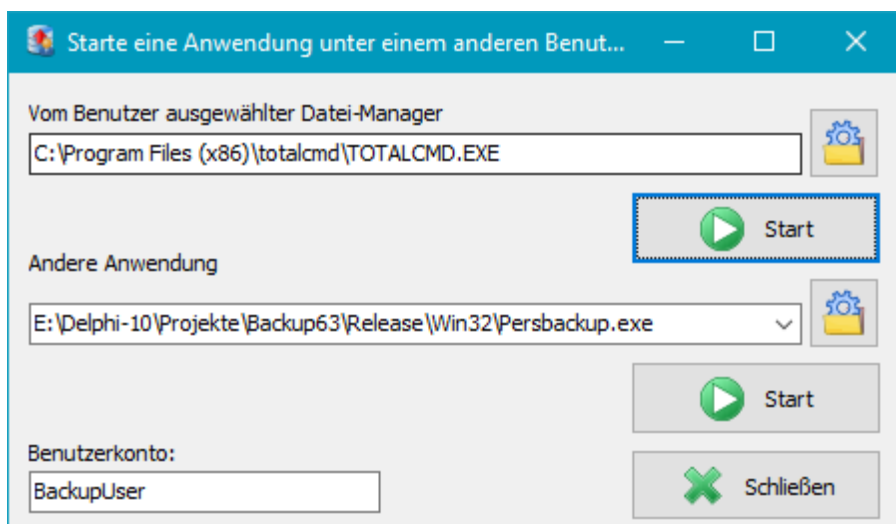 Starte eine Anwendung unter einem anderen Benut...
Vom Benutzer ausgewählter Datei-Manager
C:\Program Files (x86)\totalcmd\TOTALCMD.EXE
Start
Andere Anwendung
E:\Delphi-10\Projekte\Backup63\Release\Win32\Persbackup.exe
Start
Benutzerkonto:
BackupUser
Schließen